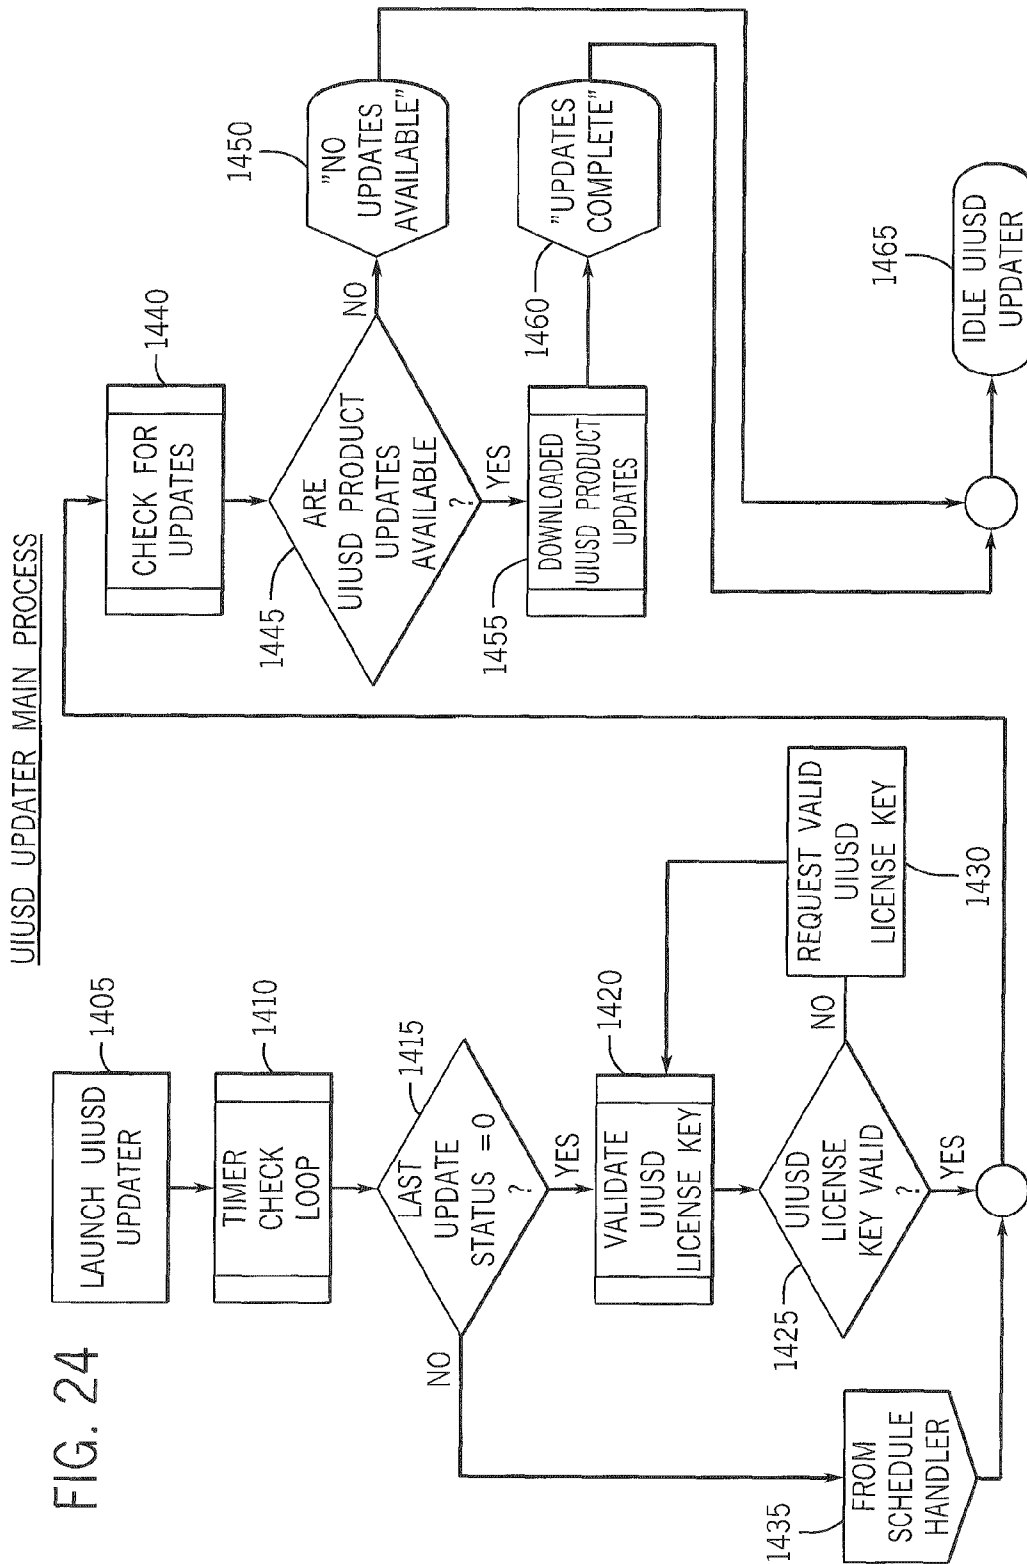 FIG. 24
UIUSD UPDATER MAIN PROCESS
LAUNCH UIUSD
UPDATER
1405
TIMER
CHECK
LOOP
1410
LAST
UPDATE
STATUS =0
?
1415
NO
YES
VALIDATE
UIUSD
LICENSE KEY
1420
UIUSD
LICENSE
KEY VALID
?
1425
NO
YES
REQUEST VALID
UIUSD
LICENSE KEY
1430
FROM
SCHEDULE
HANDLER
1435
CHECK FOR
UPDATES
1440
ARE
UIUSD PRODUCT
UPDATES
AVAILABLE
?
1445
NO
YES
"NO
UPDATES
AVAILABLE"
1450
DOWNLOADED
UIUSD PRODUCT
UPDATES
1455
"UPDATES
COMPLETE"
1460
IDLE UIUSD
UPDATER
1465